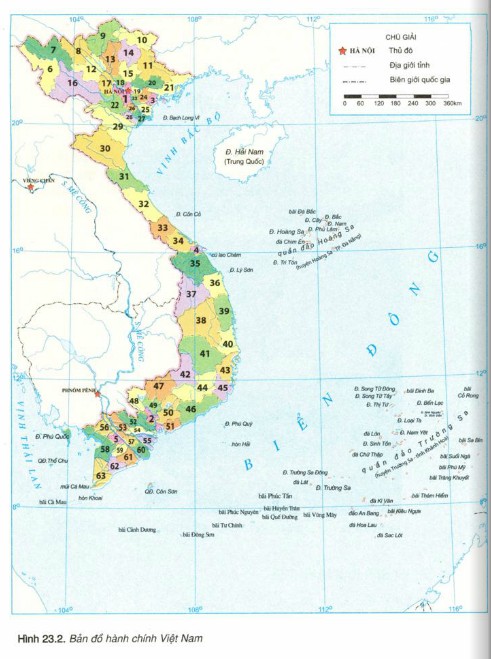 104°
108°
112°
116°
CHÚ GIẢI
HÀ NỘI Thủ đô
Địa giới tỉnh
Biên giới quốc gia
0 60 120 180 240 300 360km
9
10
7
8
13
14
11
6
12
15
16
17
18
20
HÀ NỘI
19
21
1
23
24
3
22
25
26
27
28
20°
29
Đ. Bạch Long Vĩ
30
VỊNH BẮC BỘ
Đ. Hải Nam
(Trung Quốc)
31
VIÊNG CHĂN
S. MÊ CÔNG
32
Đ. Cồn Cỏ
33
34
bãi Đá Bắc
Đ. Bắc
Đ. Cây
Đ. Nam
Đ. Hoàng Sa
Đ. Phú Lâm
đá Chim Én
quần đảo Hoàng Sa
(huyện Hoàng Sa - TP. Đà Nẵng)
Đ. Tri Tôn
16°
4
cù lao Chàm
35
Đ. Lý Sơn
36
37
39
38
40
S. MÊ CÔNG
41
43
42
12°
47
44
45
48
PHNÔM PÊNH
49
50
46
2
51
52
53
54
56
55
5
57
58
59
60
61
62
63
BIỂN ĐÔNG
VỊNH THÁI LAN
Đ. Phú Quốc
QĐ.Thổ Chu
Đ. Phú Quý
hòn Hải
mũi Cà Mau
bãi Cà Mau
hòn Khoai
QĐ. Côn Sơn
Đ. Song Tử Đông
Đ. Song Tử Tây
Đ. Thị Tứ
bãi Đinh Ba
bãi
Cỏ Rong
Đ. Bến Lạc
Đ. Loại Ta
đá Lớn
Đ. Nam Yết
Đ. Sinh Tồn
đá Chữ Thập
quần đảo Trường Sa
(huyện Trường Sa - tỉnh Khánh Hoà)
bãi Sa Bin
bãi Suối Ngà
bãi Phù Mỹ
bãi Trăng Khuyết
bãi Thám Hiểm
Đ. Trường Sa Đông
đá Lát
Đ. Trường Sa
đá Kỳ Vân
đảo An Bang
bãi Kiêu Ngựa
đá Hoa Lau
đá Sac Lôt
bãi Phúc Tần
bãi Huyền Trân
bãi Phúc Nguyên
bãi Quế Đường
bãi Vũng Mây
bãi Tư Chính
bãi Cảnh Dương
bãi Đông Sơn
8°
104°
108°
112°
116°
Hình 23.2. Bản đồ hành chính Việt Nam